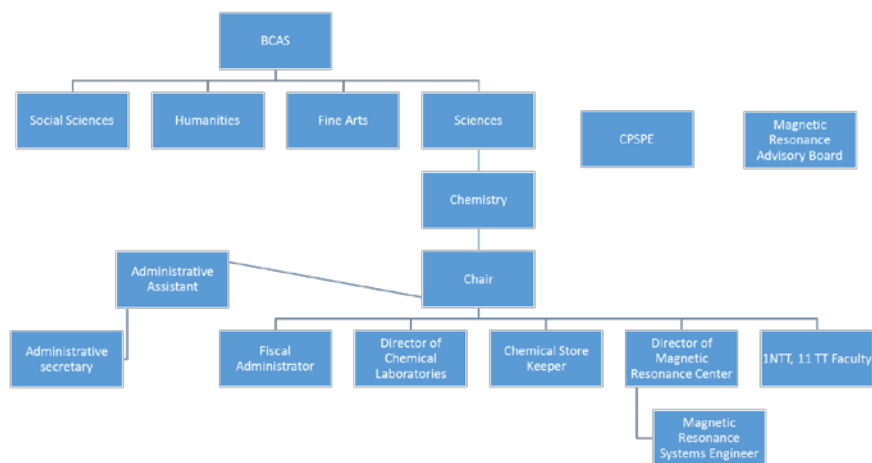 BCAS
Social Sciences
Humanities
Fine Arts
Sciences
CPSPE
Magnetic
Resonance
Advisory Board
Chemistry
Administrative
Assistant
Chair
Administrative
secretary
Fiscal
Administrator
Director of
Chemical
Laboratories
Chemical Store
Keeper
Director of
Magnetic
Resonance Center
1NTT, 11 TT Faculty
Magnetic
Resonance
Systems Engineer